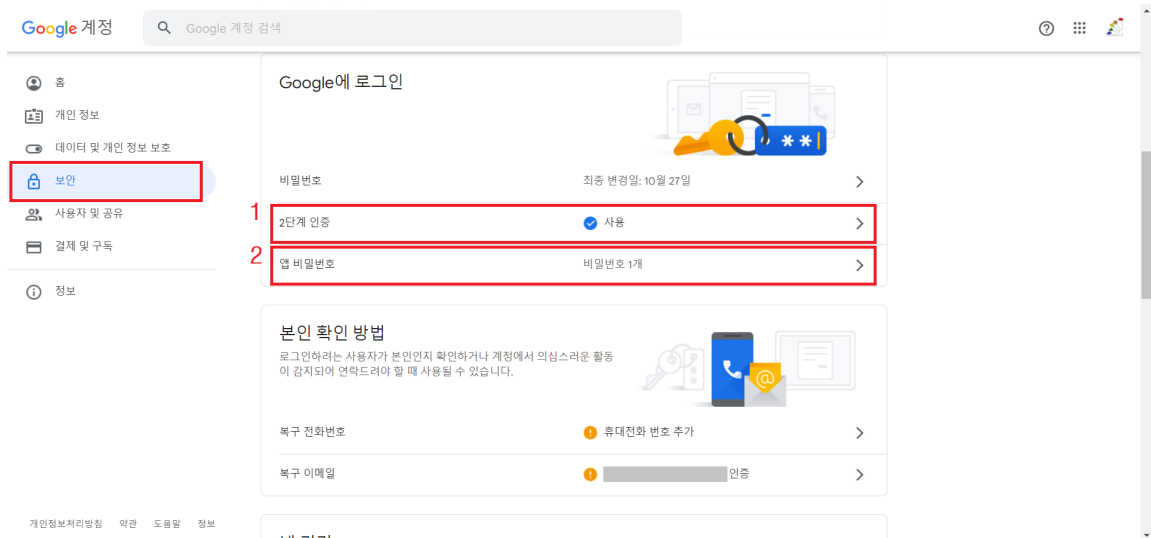 Google 계정
Google 계정 검색
홈
개인 정보
데이터 및 개인 정보 보호
보안
사용자 및 공유
결제 및 구독
정보
Google에 로그인
**
비밀번호 최종 변경일: 10월 27일
1 2단계 인증 사용
2 앱 비밀번호 비밀번호 1개
본인 확인 방법
로그인하려는 사용자가 본인인지 확인하거나 계정에서 의심스러운 활동
이 감지되어 연락드려야 할 때 사용될 수 있습니다.
복구 전화번호 휴대전화 번호 추가
복구 이메일 인증
개인정보처리방침 약관 도움말 정보